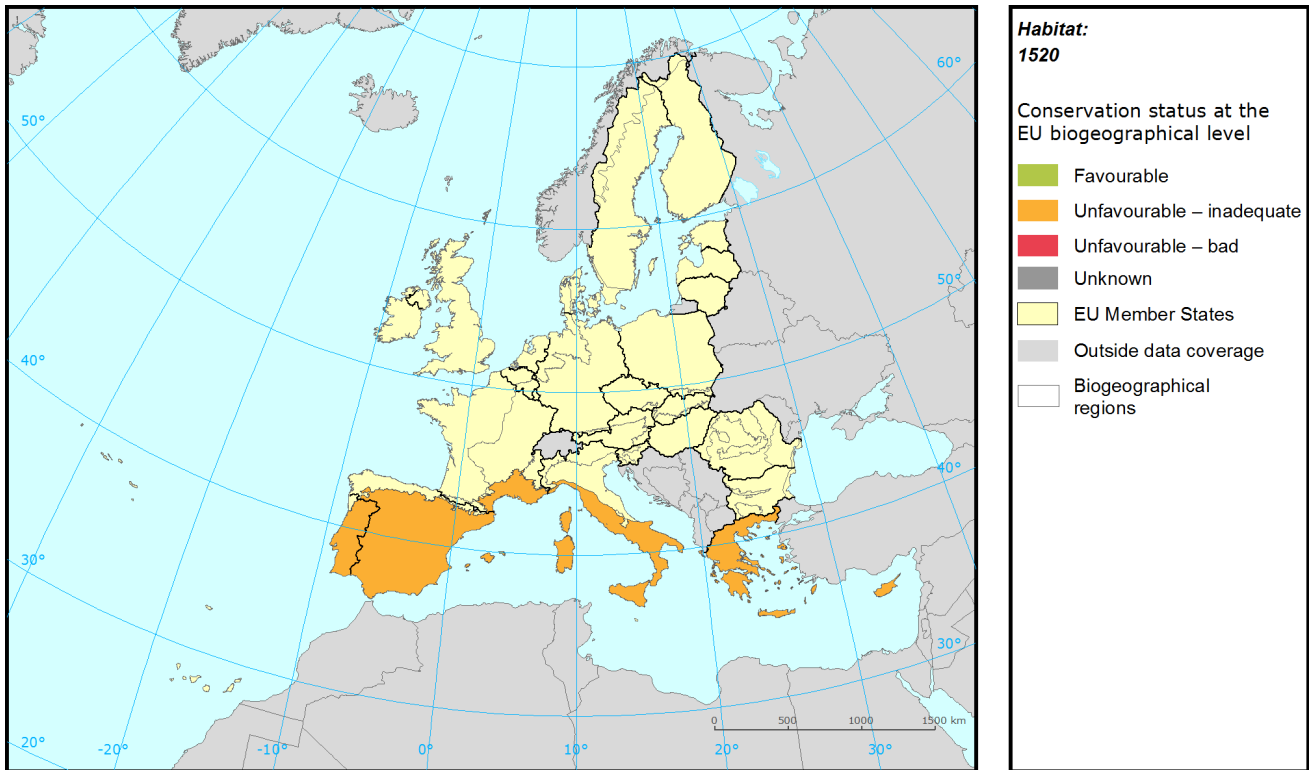 Habitat:
1520
Conservation status at the
EU biogeographical level
Favourable
Unfavourable – inadequate
Unfavourable – bad
Unknown
EU Member States
Outside data coverage
Biogeographical
regions
60°
50°
50°
40°
40°
30°
30°
20°
-20°
-10°
0°
10°
20°
30°
0
500
1000
1500 km